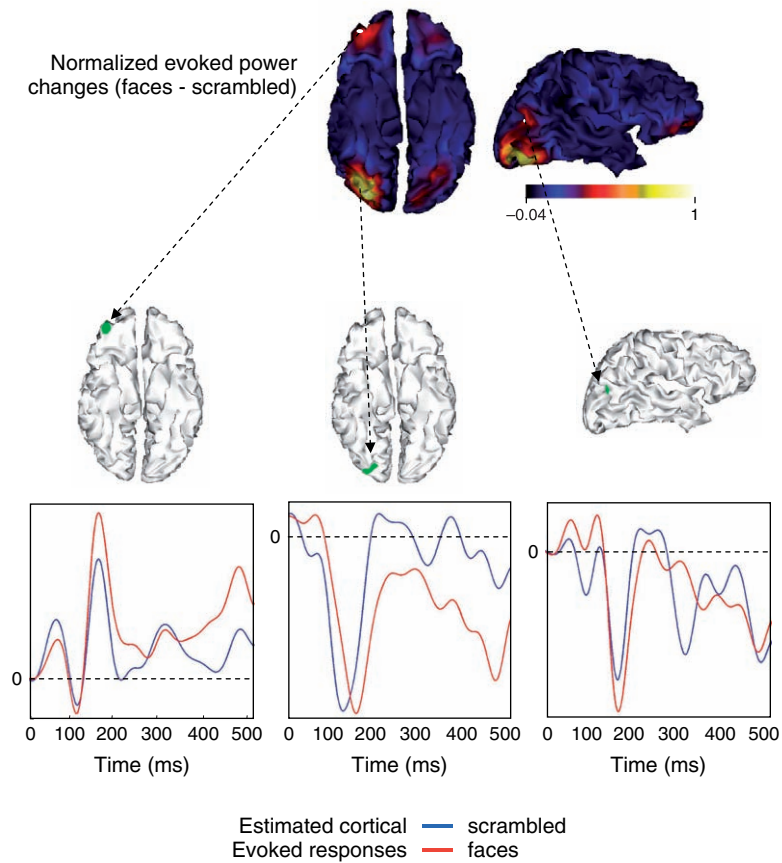 Normalized evoked power
changes (faces - scrambled)
−0.04 1
0
0 100 200 300 400 500
Time (ms)
0
0 100 200 300 400 500
Time (ms)
0
0 100 200 300 400 500
Time (ms)
Estimated cortical scrambled
Evoked responses faces